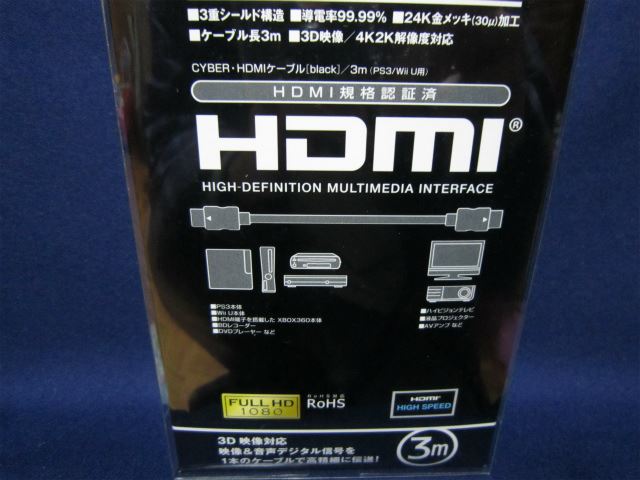 ■3重シールド構造 ■導電率99.99% ■24K金メッキ(30μ)加工
■ケーブル長3m ■3D映像/4K2K解像度対応
CYBER・HDMIケーブル[black]/3m(PS3/Wii U用)
HDMI規格認証済
HDMI®
HIGH-DEFINITION MULTIMEDIA INTERFACE
■PS3本体
■Wii U本体
■HDMI端子を搭載した XBOX360本体
■BDレコーダー
■DVDプレーヤー など
■ハイビジョンテレビ
■液晶プロジェクター
■AVアンプ など
FULL HD
1080
RoHS対応
RoHS
HDMI
HIGH SPEED
3D 映像対応
映像&音声デジタル信号を
1本のケーブルで高精細に伝送!
3m